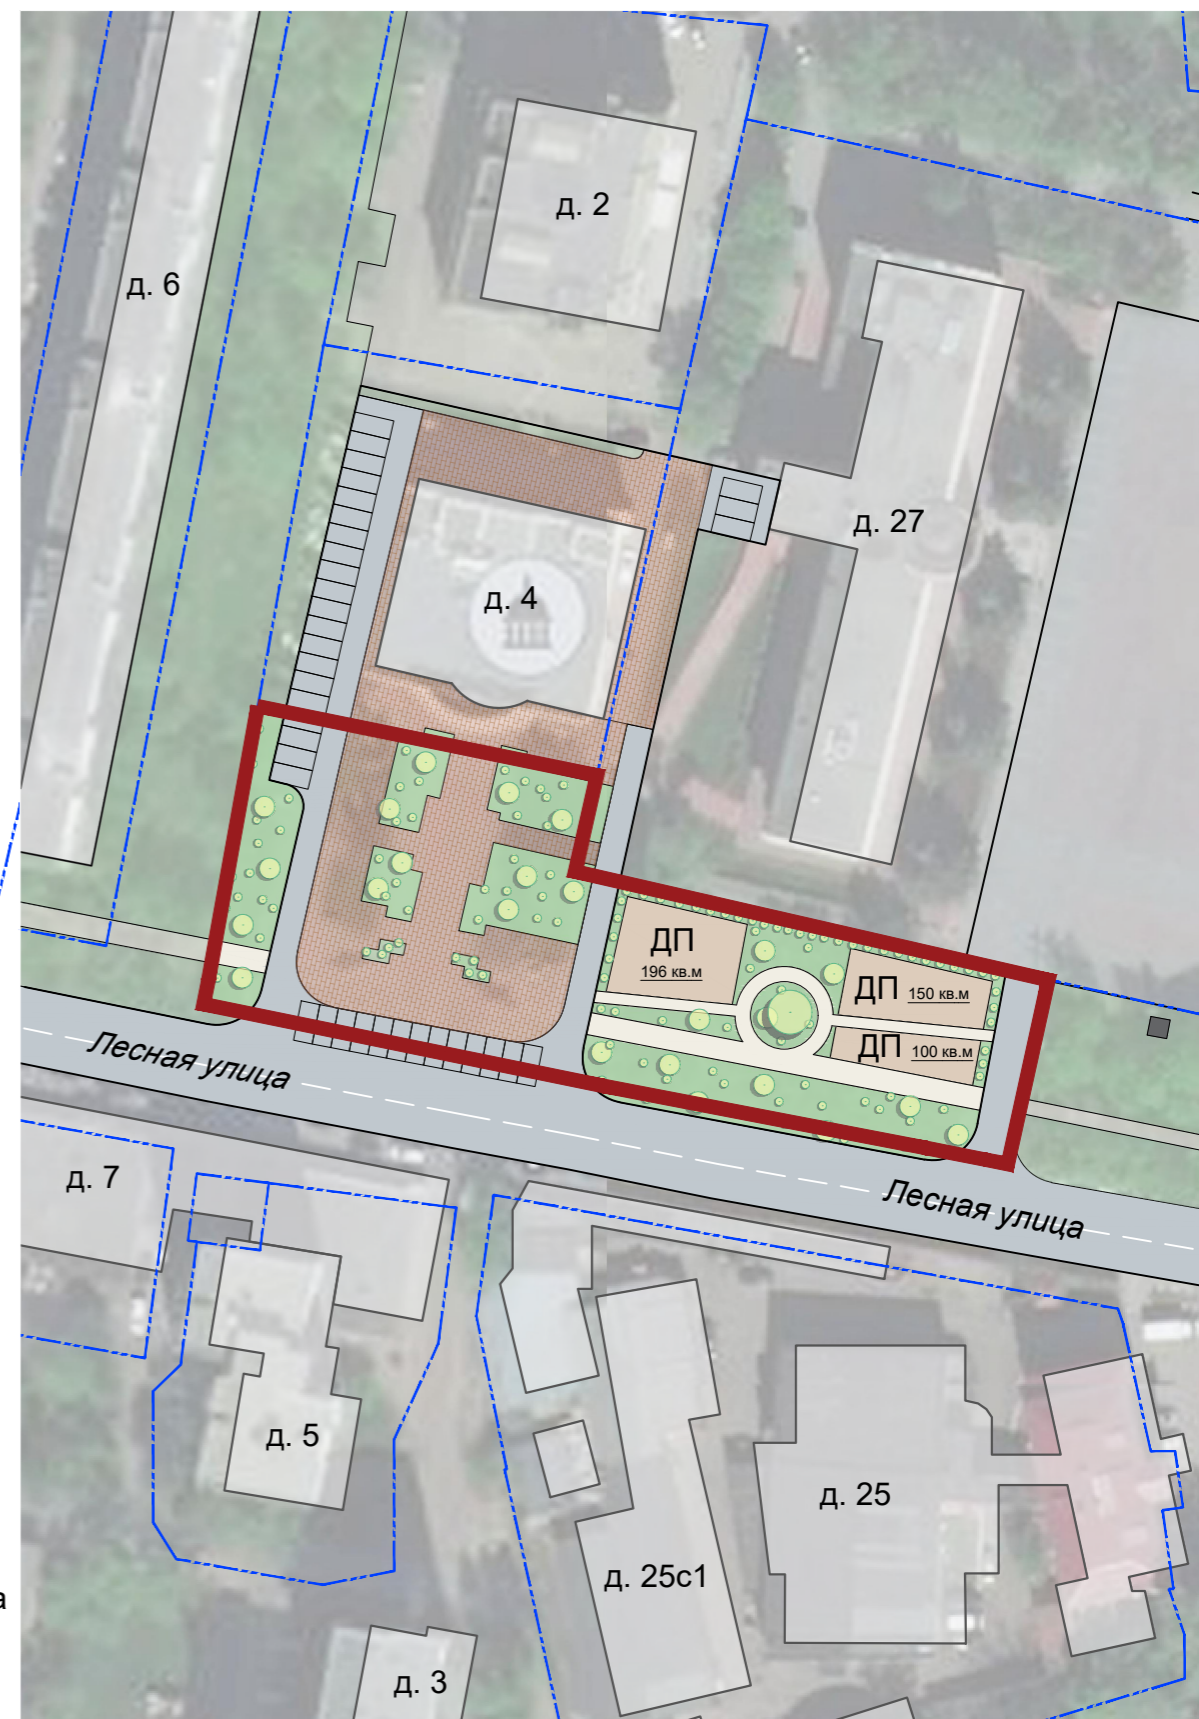 д. 2
д. 6
д. 27
д. 4
ДП
196 кв.м
ДП 150 кв.м
ДП 100 кв.м
Лесная улица
Лесная улица
д. 7
д. 5
д. 25
д. 25с1
а
д. 3